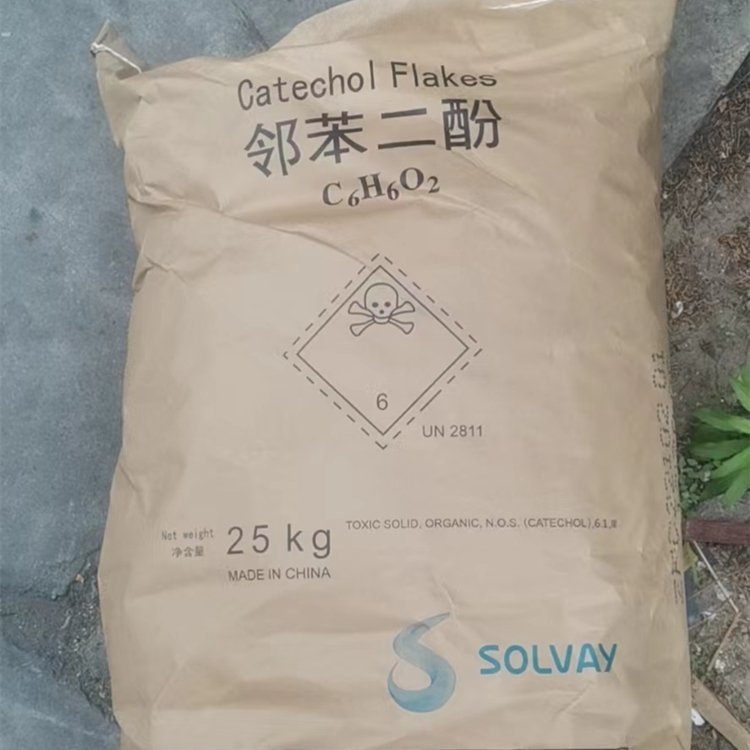 Catechol Flakes
邻苯二酚
C₆H₆O₂
6
UN 2811
TOXIC SOLID, ORGANIC, N.O.S. (CATECHOL),6.1,Ⅲ
Net weight
净含量
25 kg
MADE IN CHINA
SOLVAY